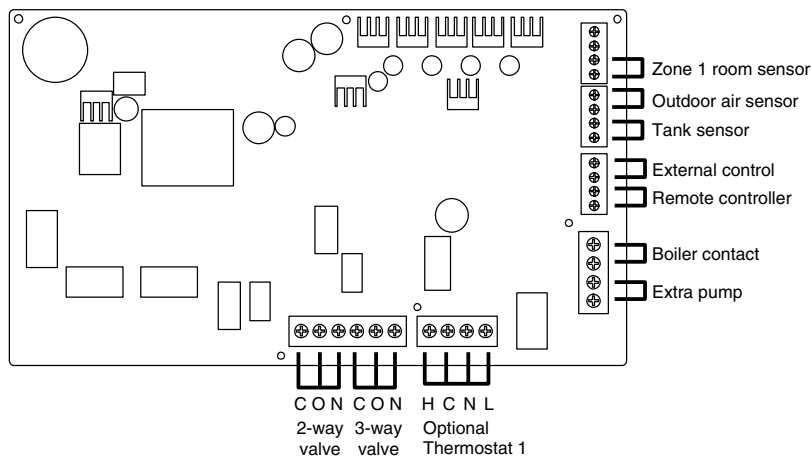 Zone 1 room sensor
Outdoor air sensor
Tank sensor
External control
Remote controller
Boiler contact
Extra pump
C O N C O N H C N L
2-way 3-way Optional
valve valve Thermostat 1